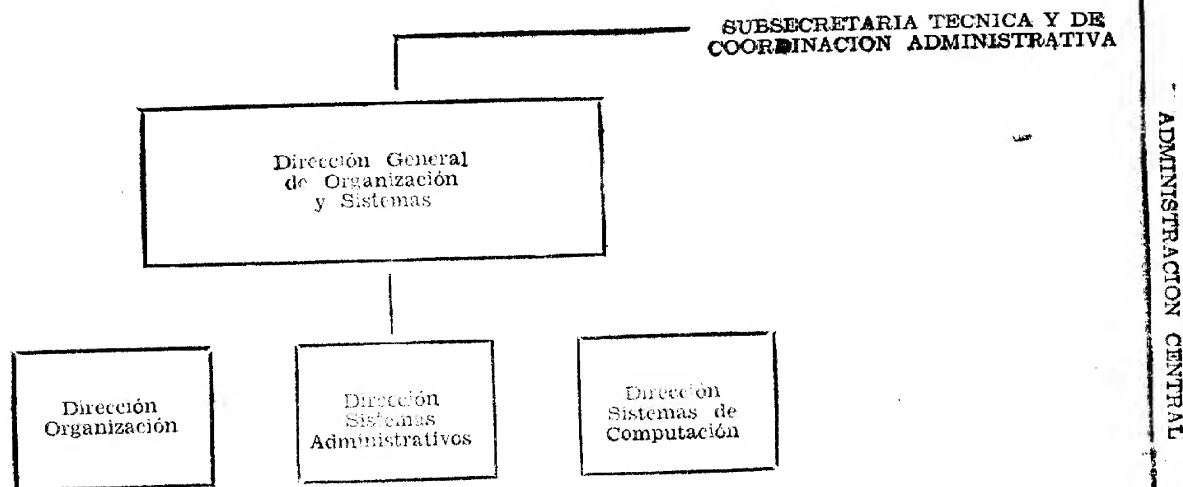 SUBSECRETARIA TECNICA Y DE
COORDINACION ADMINISTRATIVA
Dirección General
de Organización
y Sistemas
Dirección
Organización
Dirección
Sistemas
Administrativos
Dirección
Sistemas de
Computación
ADMINISTRACION CENTRAL